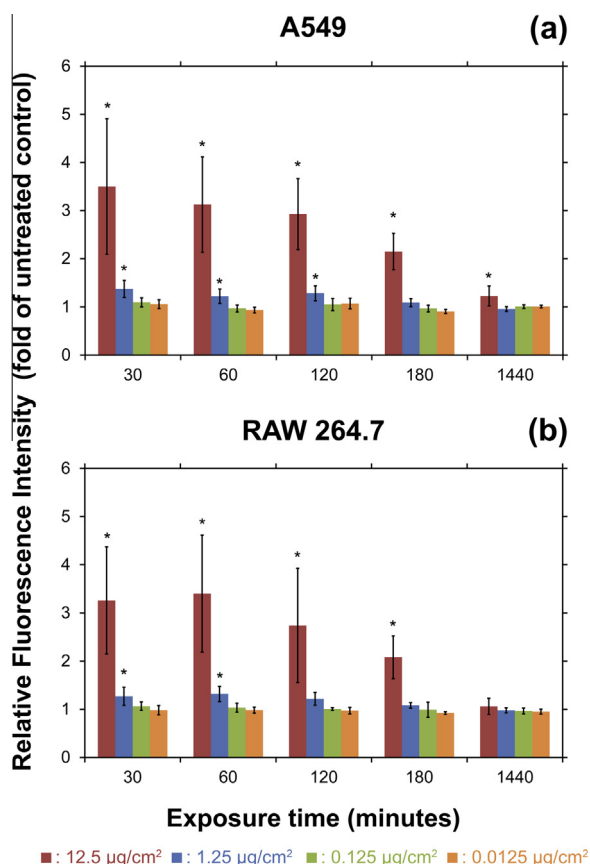 A549
(a)
Relative Fluorescence Intensity (fold of untreated control)
6
5
4
3
2
1
0
* * * * *
* * *
30 60 120 180 1440
RAW 264.7
(b)
6
5
4
3
2
1
0
* * * *
* *
30 60 120 180 1440
Exposure time (minutes)
: 12.5 µg/cm² : 1.25 µg/cm² : 0.125 µg/cm² : 0.0125 µg/cm²